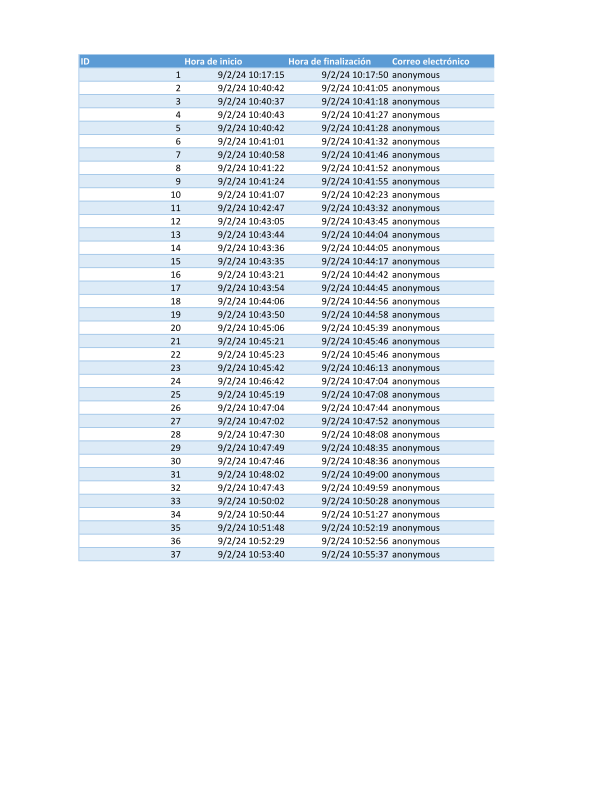 ID Hora de inicio Hora de finalización Correo electrónico
1 9/2/24 10:17:15 9/2/24 10:17:50 anonymous
2 9/2/24 10:40:42 9/2/24 10:41:05 anonymous
3 9/2/24 10:40:37 9/2/24 10:41:18 anonymous
4 9/2/24 10:40:43 9/2/24 10:41:27 anonymous
5 9/2/24 10:40:42 9/2/24 10:41:28 anonymous
6 9/2/24 10:41:01 9/2/24 10:41:32 anonymous
7 9/2/24 10:40:58 9/2/24 10:41:46 anonymous
8 9/2/24 10:41:22 9/2/24 10:41:52 anonymous
9 9/2/24 10:41:24 9/2/24 10:41:55 anonymous
10 9/2/24 10:41:07 9/2/24 10:42:23 anonymous
11 9/2/24 10:42:47 9/2/24 10:43:32 anonymous
12 9/2/24 10:43:05 9/2/24 10:43:45 anonymous
13 9/2/24 10:43:44 9/2/24 10:44:04 anonymous
14 9/2/24 10:43:36 9/2/24 10:44:05 anonymous
15 9/2/24 10:43:35 9/2/24 10:44:17 anonymous
16 9/2/24 10:43:21 9/2/24 10:44:42 anonymous
17 9/2/24 10:43:54 9/2/24 10:44:45 anonymous
18 9/2/24 10:44:06 9/2/24 10:44:56 anonymous
19 9/2/24 10:43:50 9/2/24 10:44:58 anonymous
20 9/2/24 10:45:06 9/2/24 10:45:39 anonymous
21 9/2/24 10:45:21 9/2/24 10:45:46 anonymous
22 9/2/24 10:45:23 9/2/24 10:45:46 anonymous
23 9/2/24 10:45:42 9/2/24 10:46:13 anonymous
24 9/2/24 10:46:42 9/2/24 10:47:04 anonymous
25 9/2/24 10:45:19 9/2/24 10:47:08 anonymous
26 9/2/24 10:47:04 9/2/24 10:47:44 anonymous
27 9/2/24 10:47:02 9/2/24 10:47:52 anonymous
28 9/2/24 10:47:30 9/2/24 10:48:08 anonymous
29 9/2/24 10:47:49 9/2/24 10:48:35 anonymous
30 9/2/24 10:47:46 9/2/24 10:48:36 anonymous
31 9/2/24 10:48:02 9/2/24 10:49:00 anonymous
32 9/2/24 10:47:43 9/2/24 10:49:59 anonymous
33 9/2/24 10:50:02 9/2/24 10:50:28 anonymous
34 9/2/24 10:50:44 9/2/24 10:51:27 anonymous
35 9/2/24 10:51:48 9/2/24 10:52:19 anonymous
36 9/2/24 10:52:29 9/2/24 10:52:56 anonymous
37 9/2/24 10:53:40 9/2/24 10:55:37 anonymous